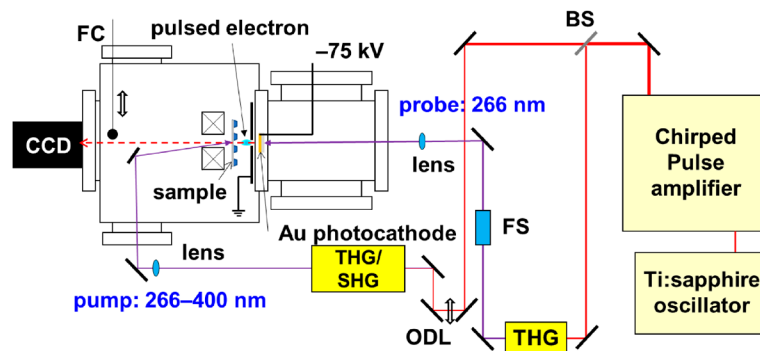 FC
pulsed electron
–75 kV
BS
probe: 266 nm
CCD
lens
Chirped
Pulse
amplifier
sample
Au photocathode
FS
lens
THG/
SHG
pump: 266–400 nm
ODL
THG
Ti:sapphire
oscillator